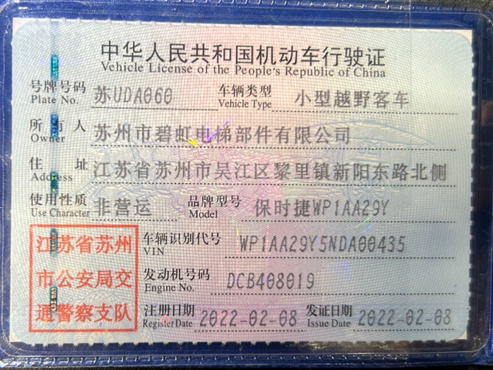 中华人民共和国机动车行驶证
Vehicle License of the People's Republic of China
号牌号码 苏UDA060 车辆类型 小型越野客车
Plate No. Vehicle Type
所有人 苏州市碧虹电梯部件有限公司
Owner
住址 江苏省苏州市吴江区黎里镇新阳东路北侧
Address
使用性质 非营运 品牌型号 保时捷WP1AA29Y
Use Character Model
江苏省苏州
市公安局交
通警察支队
车辆识别代号 WP1AA29Y5NDA00435
VIN
发动机号码 DCB408019
Engine No.
注册日期 2022-02-08 发证日期 2022-02-08
Register Date Issue Date